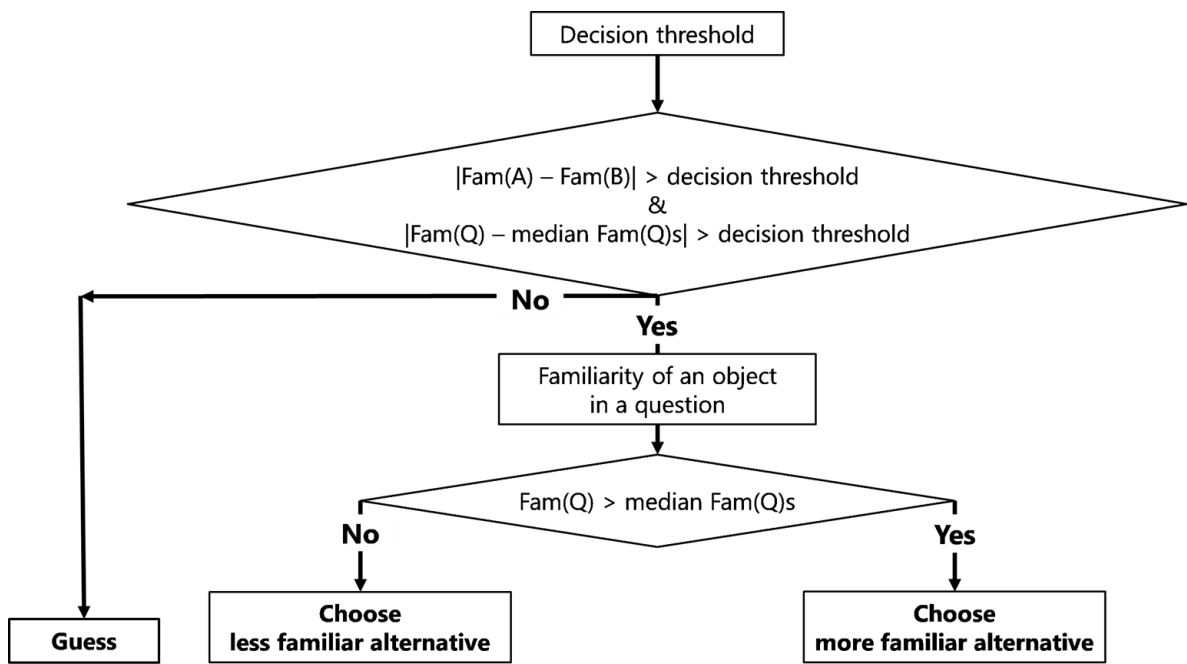 Decision threshold
|Fam(A) – Fam(B)| > decision threshold
&
|Fam(Q) – median Fam(Q)s| > decision threshold
No
Yes
Familiarity of an object
in a question
Fam(Q) > median Fam(Q)s
No
Yes
Guess
Choose
less familiar alternative
Choose
more familiar alternative